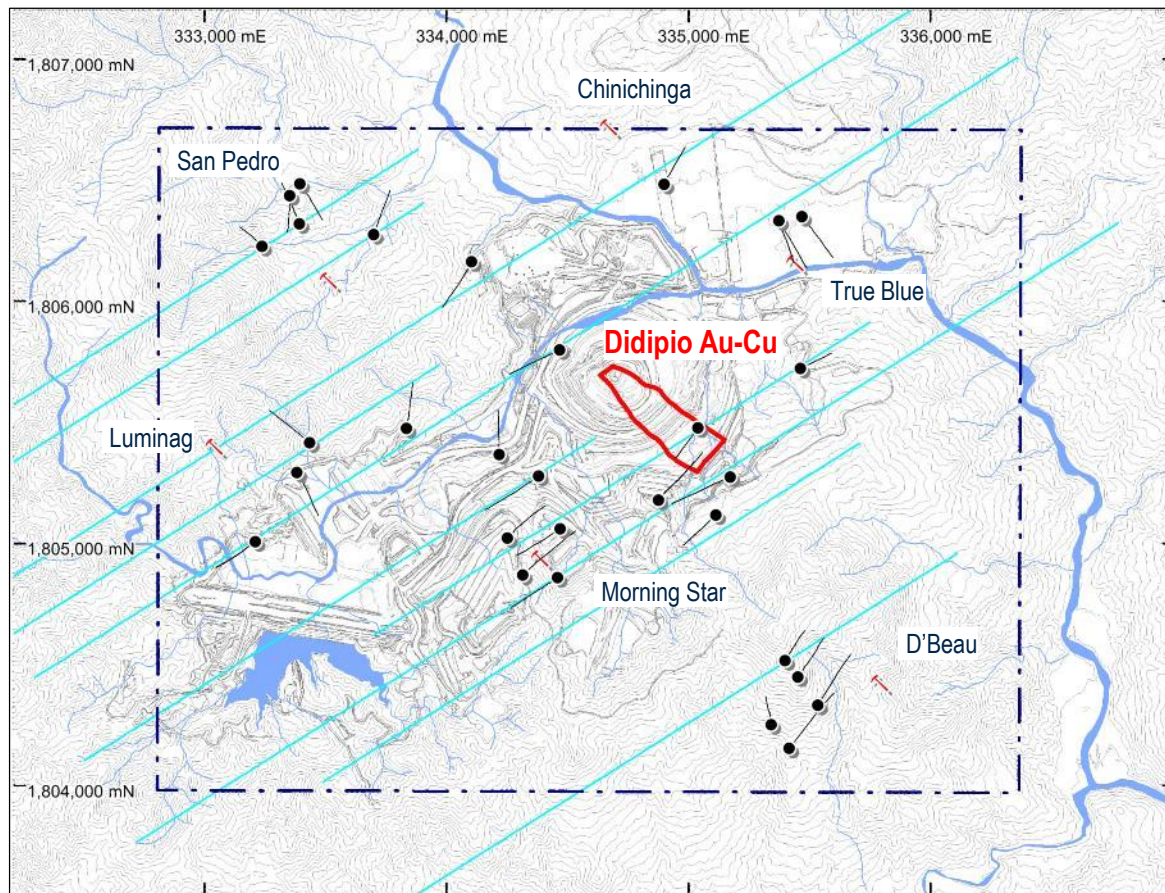 333,000 mE
334,000 mE
335,000 mE
336,000 mE
1,807,000 mN
Chinichinga
San Pedro
1,806,000 mN
True Blue
Didipio Au-Cu
Luminag
1,805,000 mN
Morning Star
D'Beau
1,804,000 mN